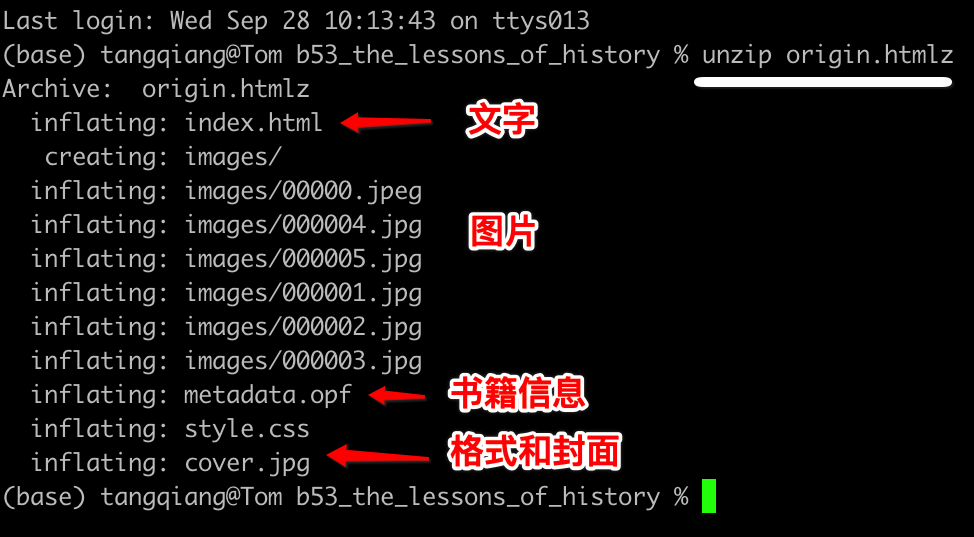 Last login: Wed Sep 28 10:13:43 on ttys013
(base) tangqiang@Tom b53_the_lessons_of_history % unzip origin.htmlz
Archive:  origin.htmlz
  inflating: index.html 文字
   creating: images/
  inflating: images/00000.jpeg
  inflating: images/000004.jpg 图片
  inflating: images/000005.jpg
  inflating: images/000001.jpg
  inflating: images/000002.jpg
  inflating: images/000003.jpg
  inflating: metadata.opf 书籍信息
  inflating: style.css
  inflating: cover.jpg 格式和封面
(base) tangqiang@Tom b53_the_lessons_of_history %